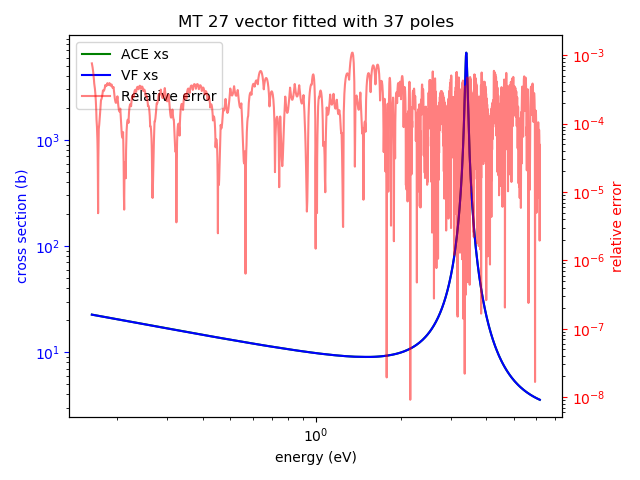 MT 27 vector fitted with 37 poles
ACE xs
VF xs
Relative error
cross section (b)
10³
10²
10¹
10⁰
energy (eV)
10⁻³
10⁻⁴
10⁻⁵
10⁻⁶
10⁻⁷
10⁻⁸
relative error